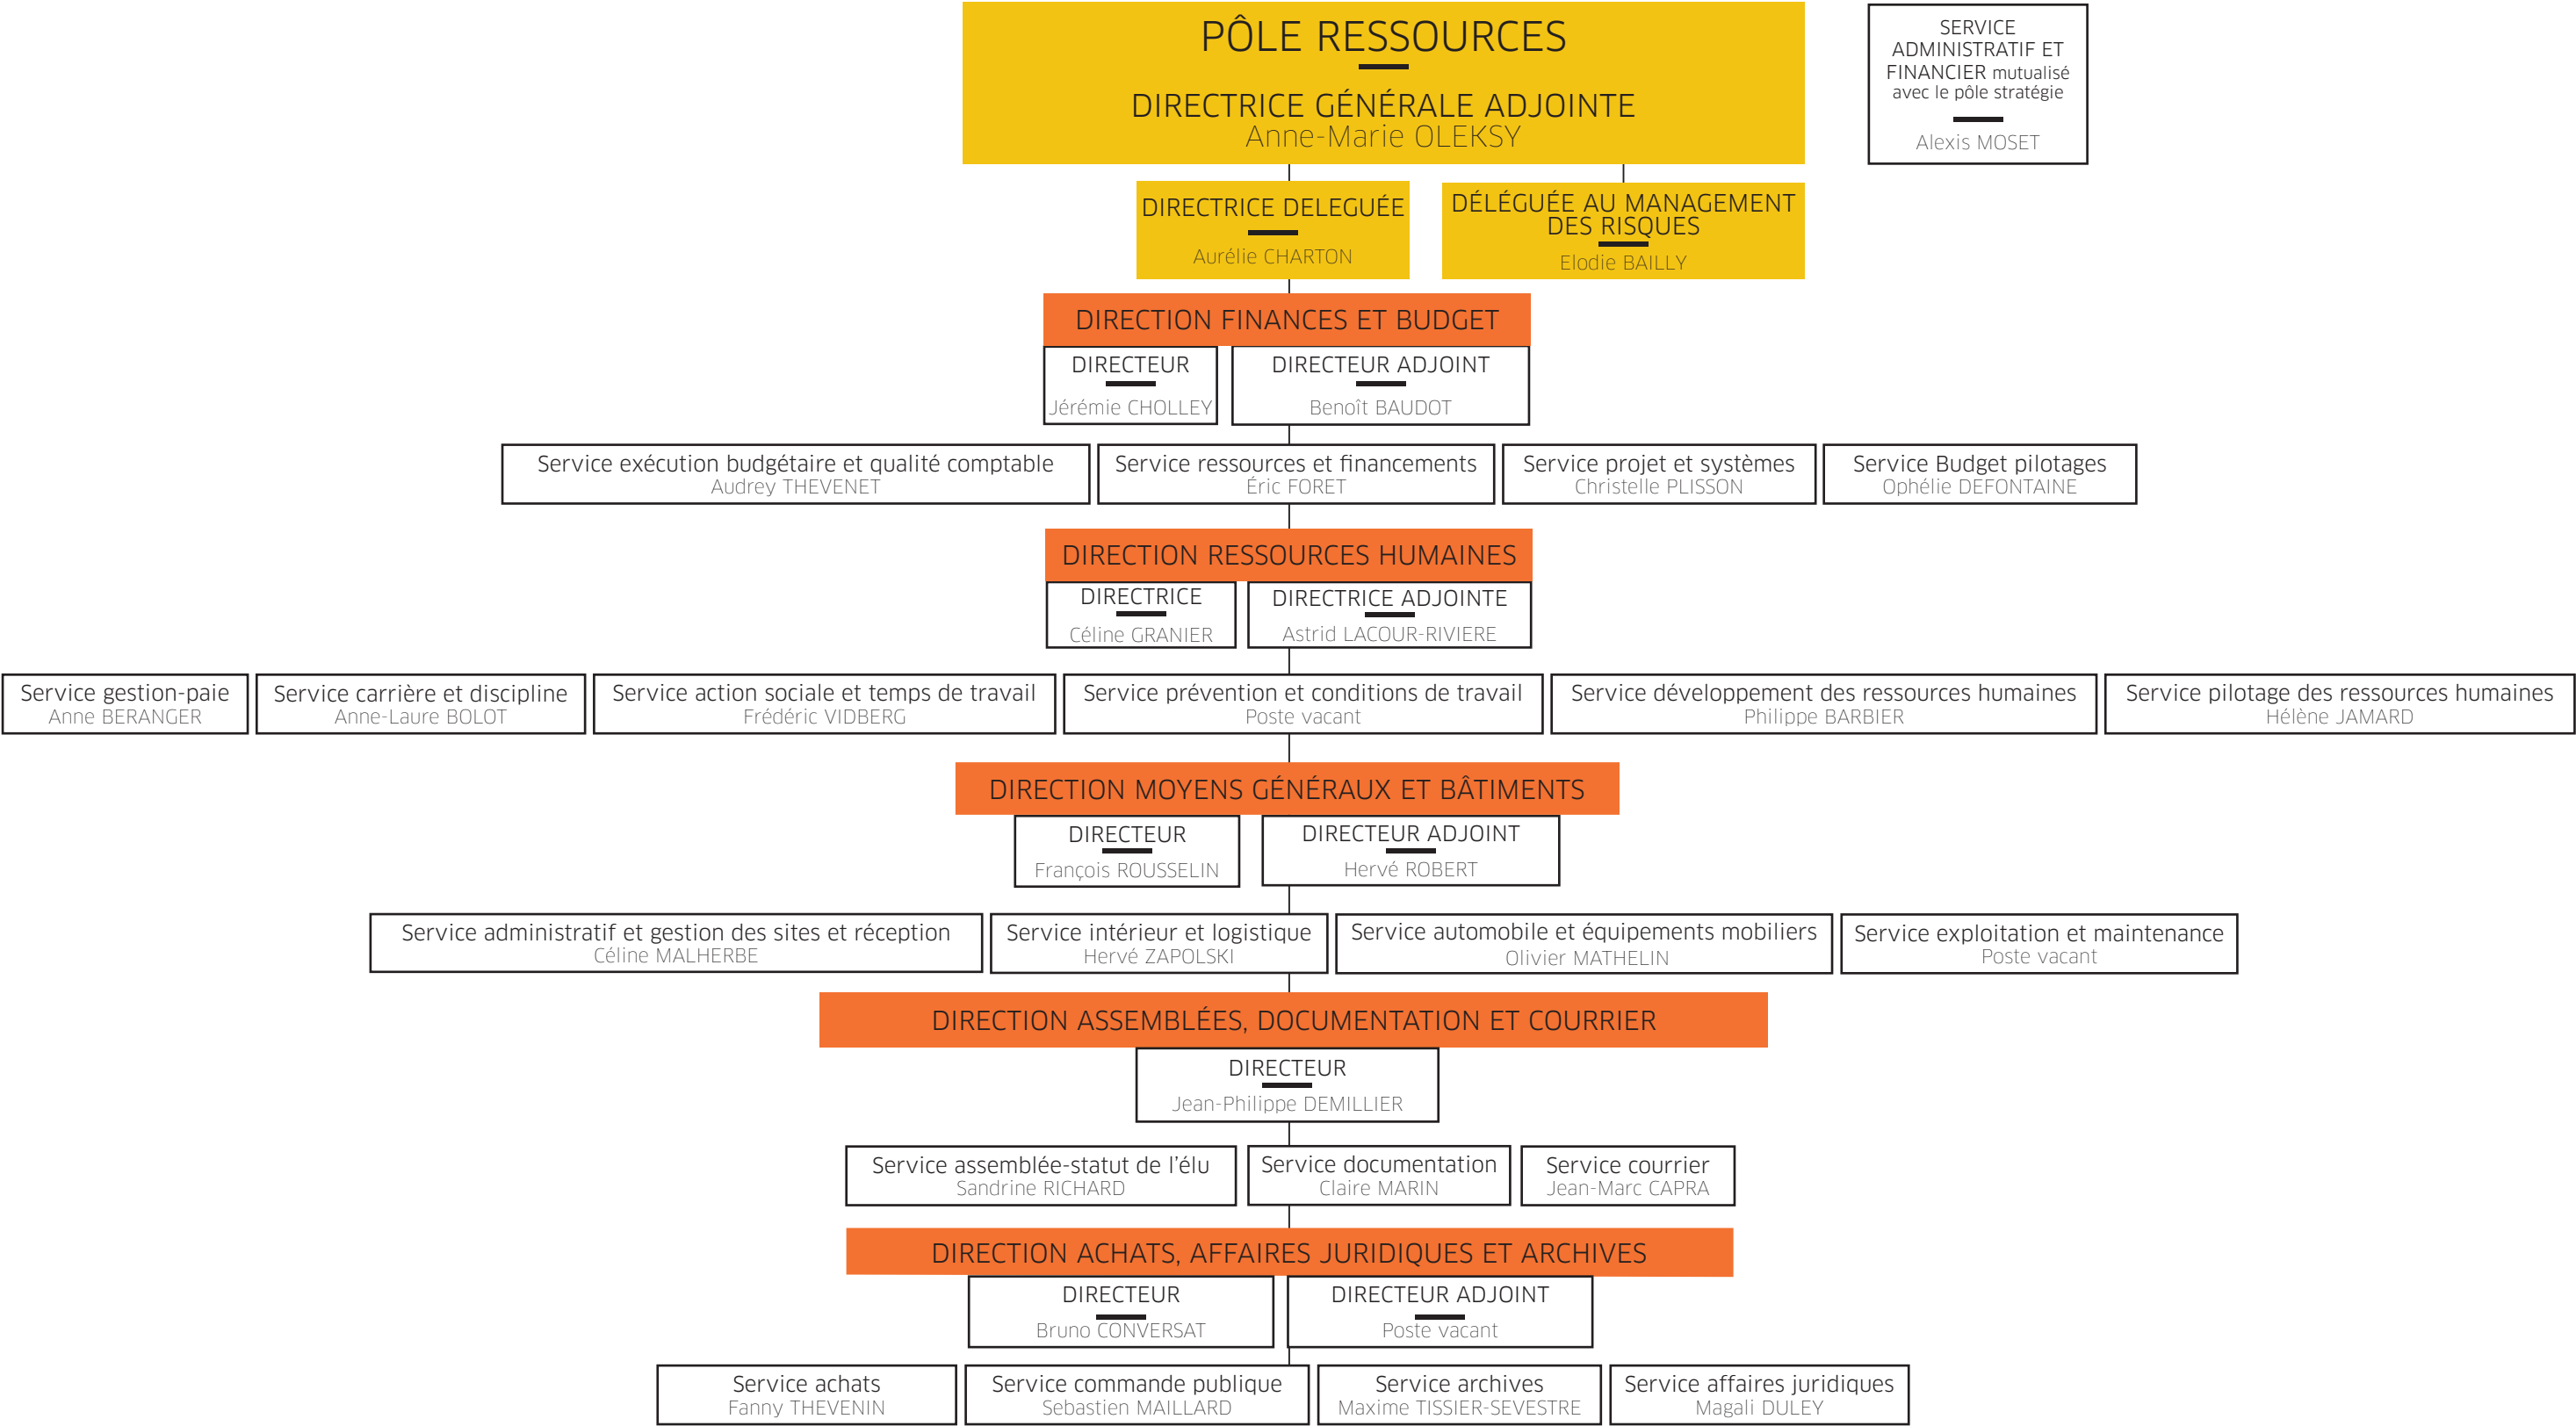 PÔLE RESSOURCES
DIRECTRICE GÉNÉRALE ADJOINTE
Anne-Marie OLEKSY
SERVICE
ADMINISTRATIF ET
FINANCIER mutualisé
avec le pôle stratégie
Alexis MOSET
DIRECTRICE DELEGUÉE
Aurélie CHARTON
DÉLÉGUÉE AU MANAGEMENT
DES RISQUES
Elodie BAILLY
DIRECTION FINANCES ET BUDGET
DIRECTEUR
Jérémie CHOLLEY
DIRECTEUR ADJOINT
Benoît BAUDOT
Service exécution budgétaire et qualité comptable
Audrey THEVENET
Service ressources et financements
Éric FORET
Service projet et systèmes
Christelle PLISSON
Service Budget pilotages
Ophélie DEFONTAINE
DIRECTION RESSOURCES HUMAINES
DIRECTRICE
Céline GRANIER
DIRECTRICE ADJOINTE
Astrid LACOUR-RIVIERE
Service gestion-paie
Anne BERANGER
Service carrière et discipline
Anne-Laure BOLOT
Service action sociale et temps de travail
Frédéric VIDBERG
Service prévention et conditions de travail
Poste vacant
Service développement des ressources humaines
Philippe BARBIER
Service pilotage des ressources humaines
Hélène JAMARD
DIRECTION MOYENS GÉNÉRAUX ET BÂTIMENTS
DIRECTEUR
François ROUSSELIN
DIRECTEUR ADJOINT
Hervé ROBERT
Service administratif et gestion des sites et réception
Céline MALHERBE
Service intérieur et logistique
Hervé ZAPOLSKI
Service automobile et équipements mobiliers
Olivier MATHELIN
Service exploitation et maintenance
Poste vacant
DIRECTION ASSEMBLÉES, DOCUMENTATION ET COURRIER
DIRECTEUR
Jean-Philippe DEMILLIER
Service assemblée-statut de l'élu
Sandrine RICHARD
Service documentation
Claire MARIN
Service courrier
Jean-Marc CAPRA
DIRECTION ACHATS, AFFAIRES JURIDIQUES ET ARCHIVES
DIRECTEUR
Bruno CONVERSAT
DIRECTEUR ADJOINT
Poste vacant
Service achats
Fanny THEVENIN
Service commande publique
Sebastien MAILLARD
Service archives
Maxime TISSIER-SEVESTRE
Service affaires juridiques
Magali DULEY